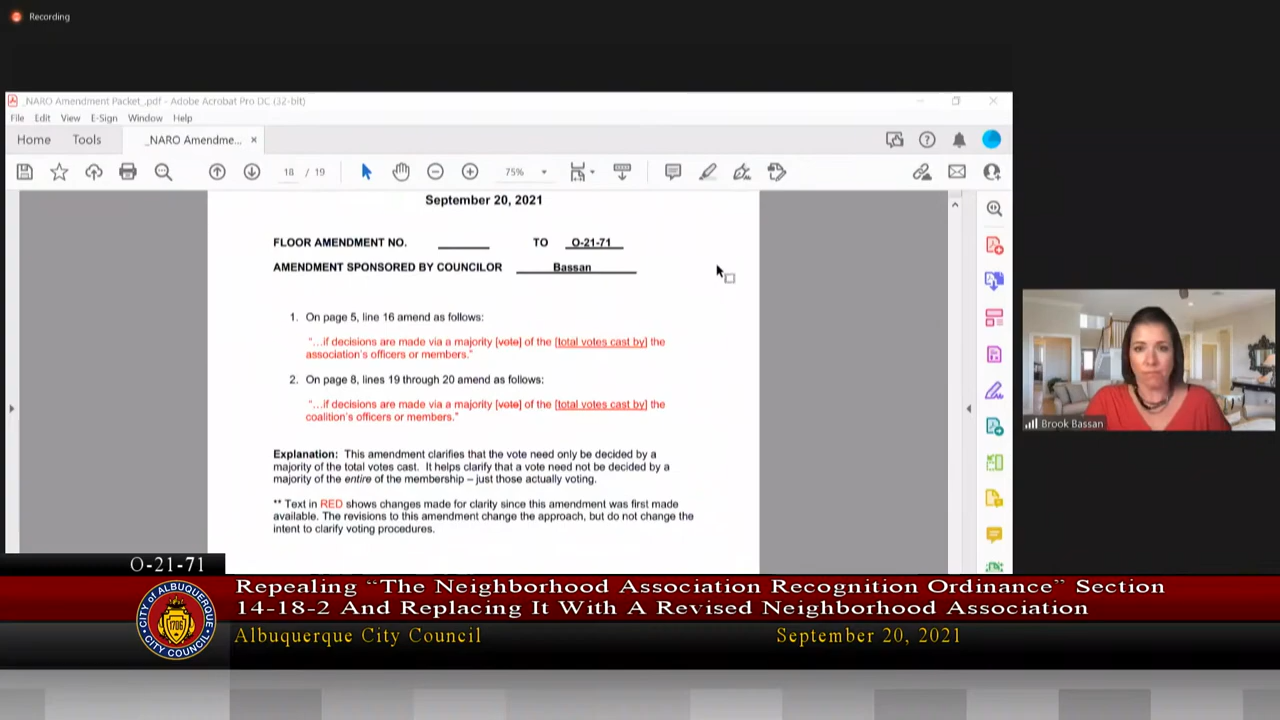 Recording
_NARO Amendment Packet_.pdf - Adobe Acrobat Pro DC (32-bit)
File Edit View E-Sign Window Help
Home Tools _NARO Amendme... ×
18 / 19 75%
September 20, 2021
FLOOR AMENDMENT NO. ________ TO O-21-71
AMENDMENT SPONSORED BY COUNCILOR Bassan
1. On page 5, line 16 amend as follows:
"...if decisions are made via a majority [vote] of the [total votes cast by] the
association's officers or members."
2. On page 8, lines 19 through 20 amend as follows:
"...if decisions are made via a majority [vote] of the [total votes cast by] the
coalition's officers or members."
Explanation: This amendment clarifies that the vote need only be decided by a
majority of the total votes cast. It helps clarify that a vote need not be decided by a
majority of the entire of the membership – just those actually voting.
** Text in RED shows changes made for clarity since this amendment was first made
available. The revisions to this amendment change the approach, but do not change the
intent to clarify voting procedures.
Brook Bassan
O-21-71
Repealing “The Neighborhood Association Recognition Ordinance” Section
14-18-2 And Replacing It With A Revised Neighborhood Association
Albuquerque City Council September 20, 2021
CITY OF ALBUQUERQUE
1706
CITY COUNCIL